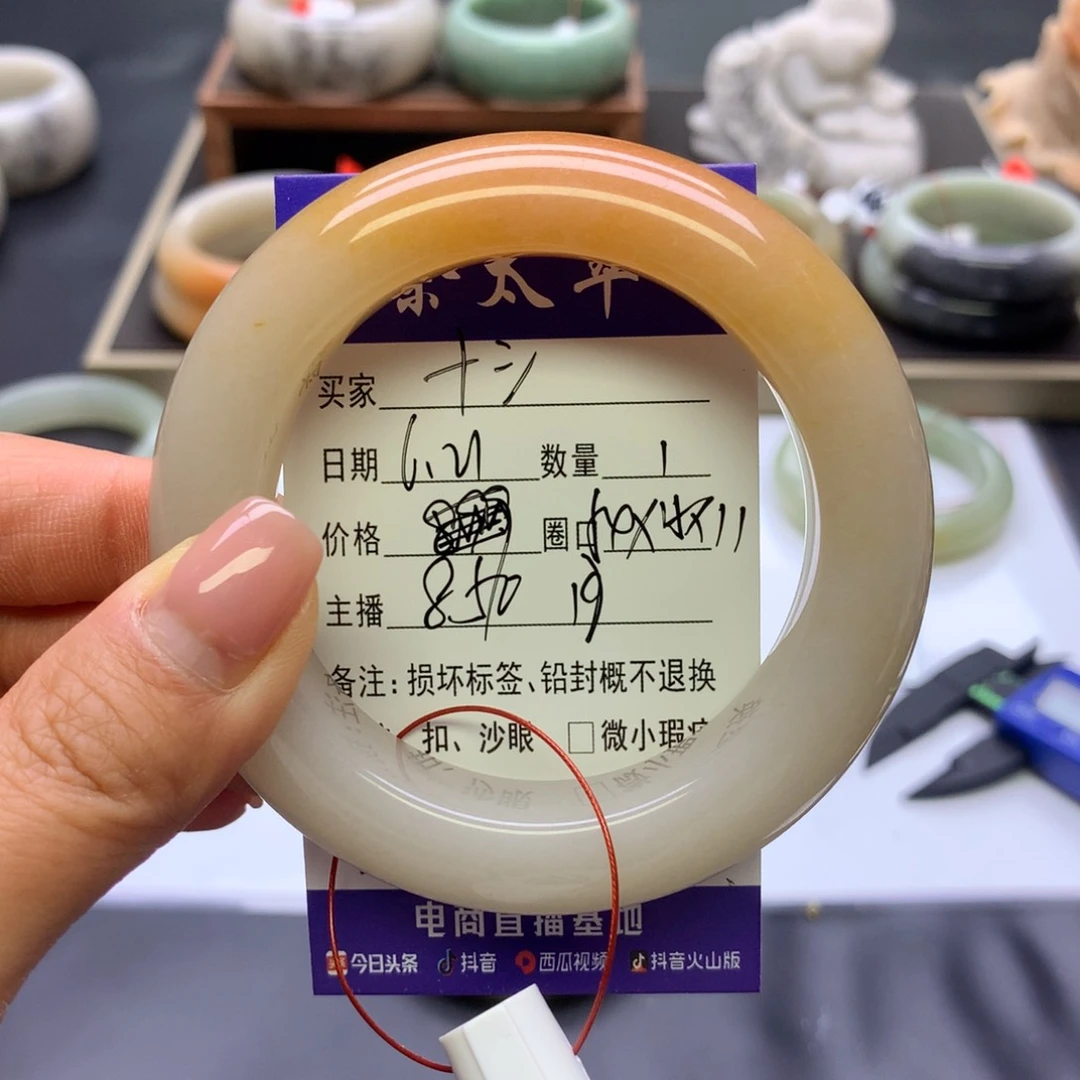 太
买家 十三
日期 6.21 数量 1
价格 圈口
主播 850 19
备注：损坏标签、铅封概不退换
扣、沙眼 □微小瑕
电商直播基地
今日头条 抖音 西瓜视频 抖音火山版